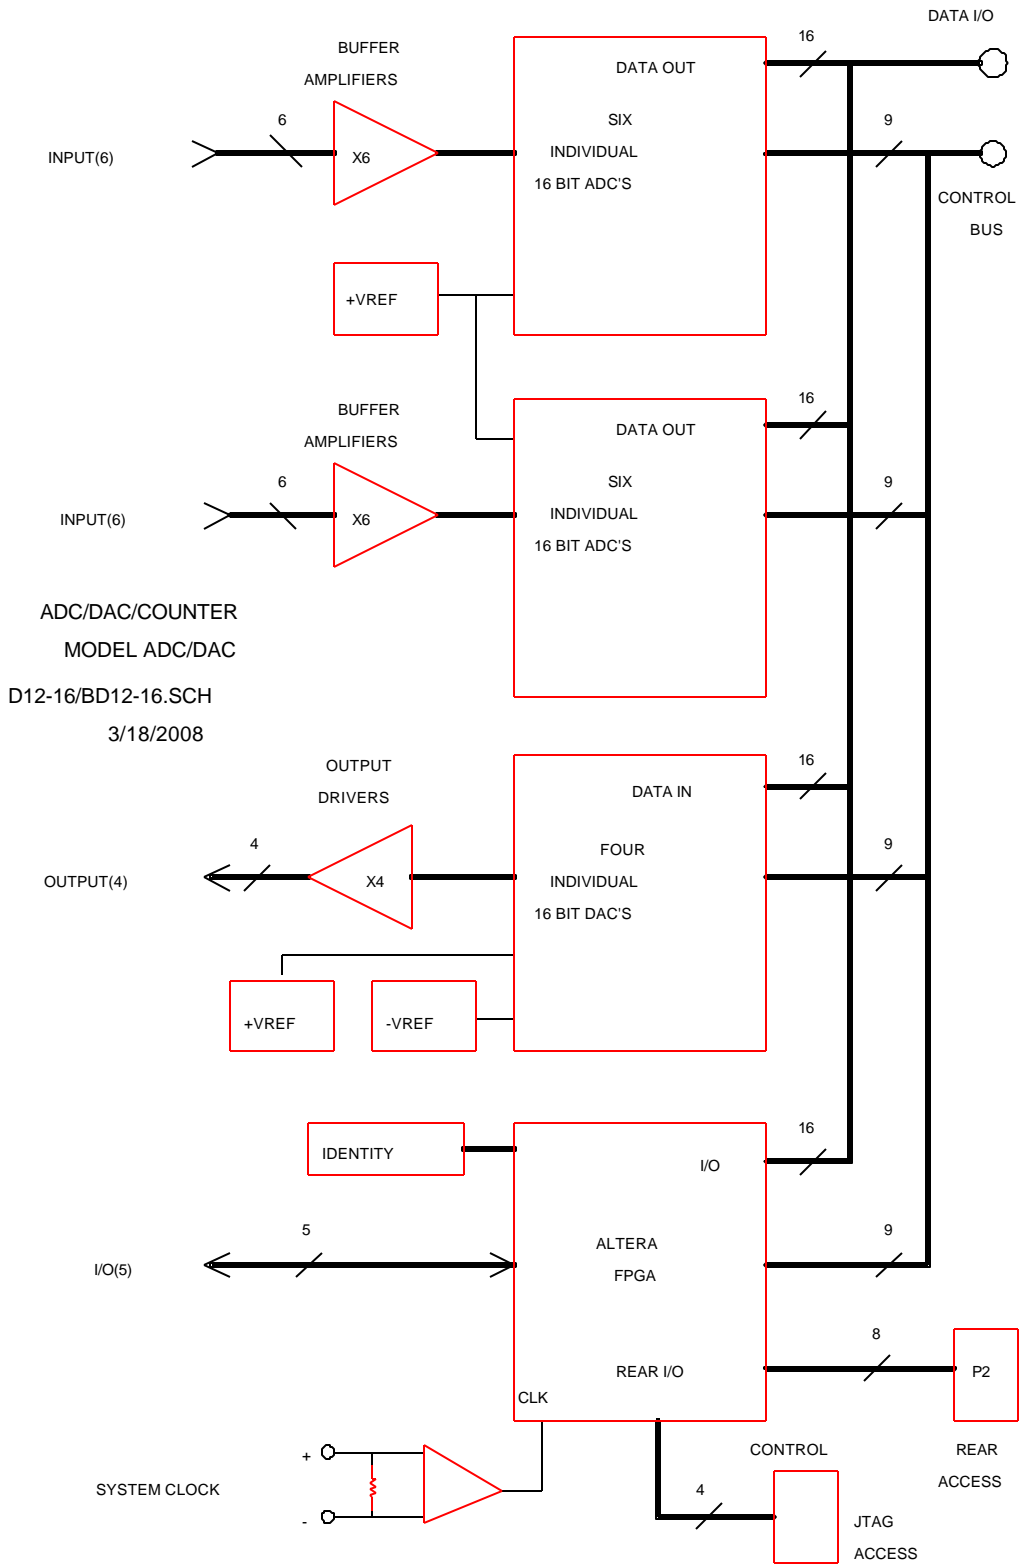 DATA I/O
16
BUFFER
AMPLIFIERS
DATA OUT
6
SIX
9
INPUT(6)
X6
INDIVIDUAL
16 BIT ADC'S
CONTROL
BUS
+VREF
16
BUFFER
AMPLIFIERS
DATA OUT
6
SIX
9
INPUT(6)
X6
INDIVIDUAL
16 BIT ADC'S
ADC/DAC/COUNTER
MODEL ADC/DAC
D12-16/BD12-16.SCH
3/18/2008
16
OUTPUT
DRIVERS
DATA IN
4
FOUR
9
OUTPUT(4)
X4
INDIVIDUAL
16 BIT DAC'S
+VREF
-VREF
16
IDENTITY
I/O
5
9
ALTERA
FPGA
I/O(5)
8
REAR I/O
P2
CLK
CONTROL
REAR
ACCESS
+
SYSTEM CLOCK
-
4
JTAG
ACCESS